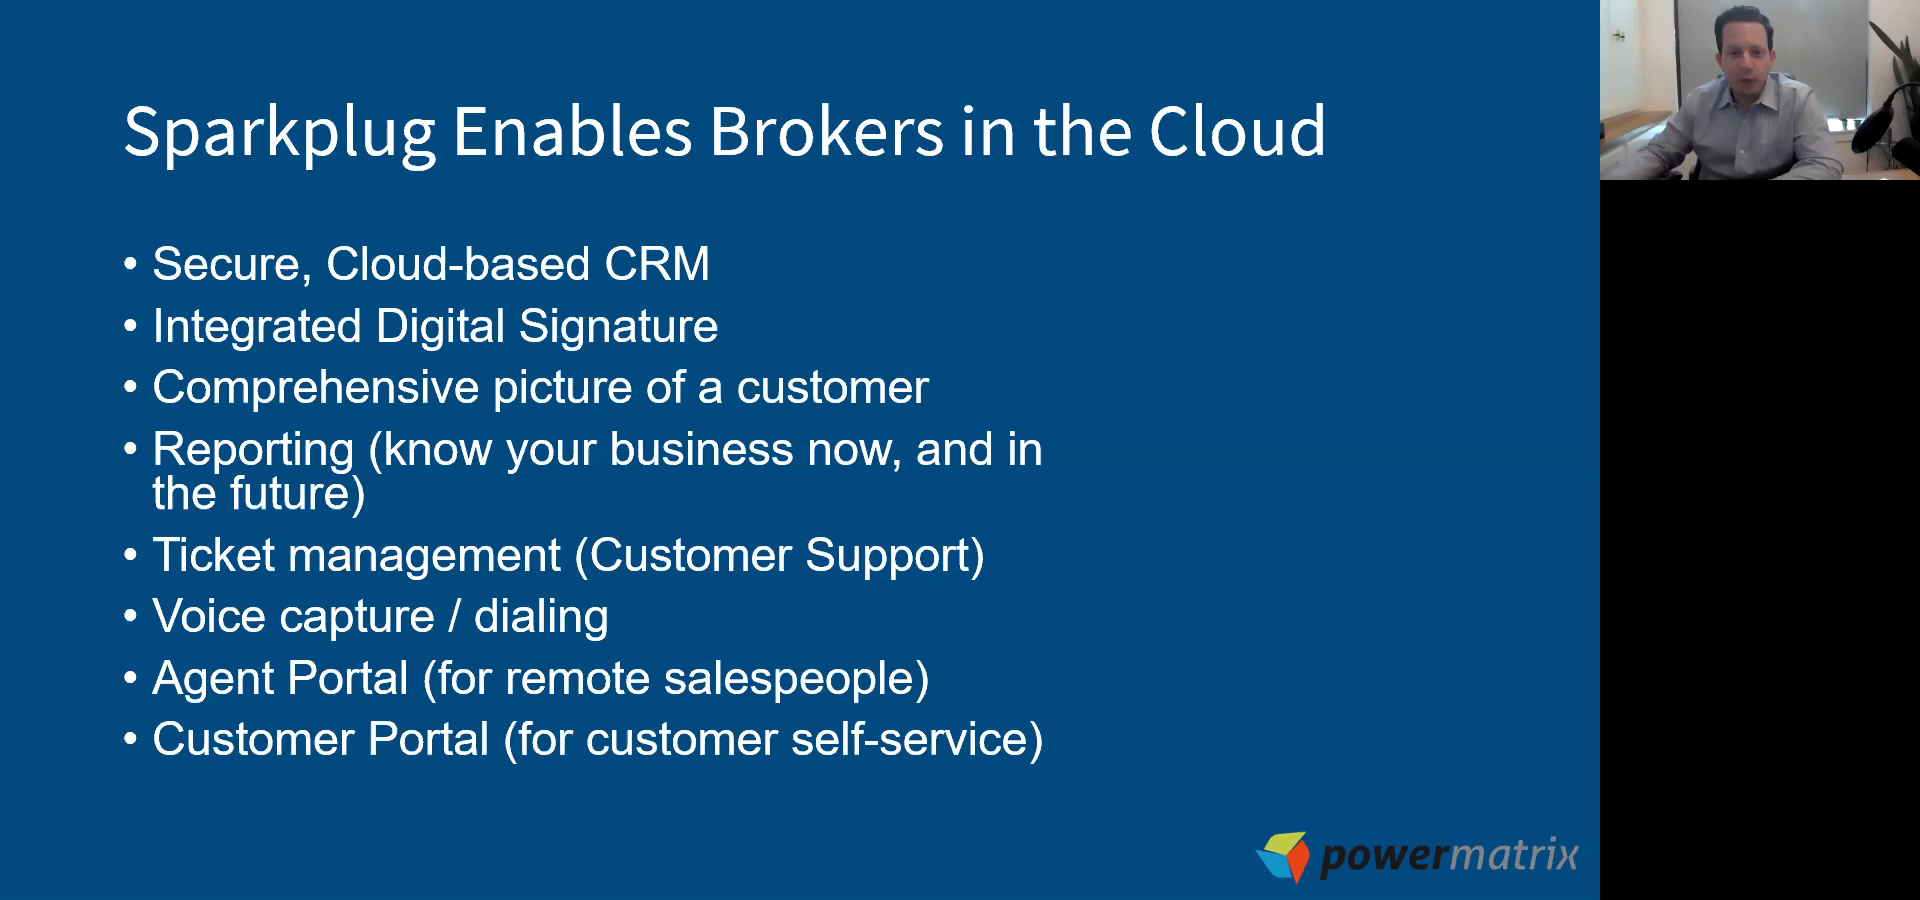 Sparkplug Enables Brokers in the Cloud
• Secure, Cloud-based CRM
• Integrated Digital Signature
• Comprehensive picture of a customer
• Reporting (know your business now, and in
the future)
• Ticket management (Customer Support)
• Voice capture / dialing
• Agent Portal (for remote salespeople)
• Customer Portal (for customer self-service)
powermatrix